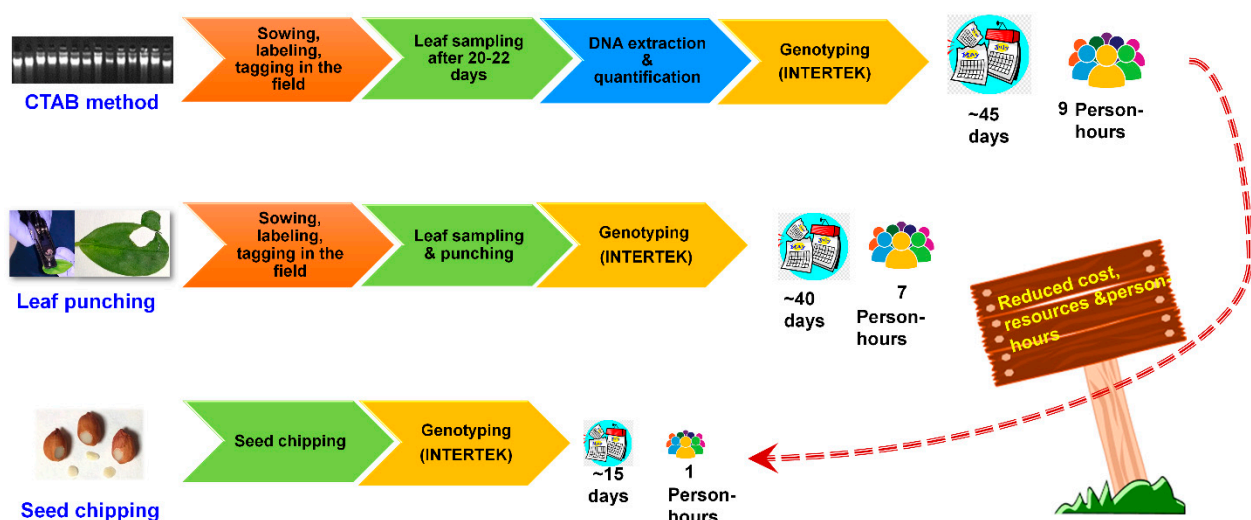 Sowing,
labeling,
tagging in the
field
Leaf sampling
after 20-22
days
DNA extraction
&
quantification
Genotyping
(INTERTEK)
CTAB method
~45
days
9 Person-
hours
Sowing,
labeling,
tagging in the
field
Leaf sampling
& punching
Genotyping
(INTERTEK)
Leaf punching
~40
days
7
Person-
hours
Reduced cost,
resources &person-
hours
Seed chipping
Genotyping
(INTERTEK)
Seed chipping
~15
days
1
Person-
hours